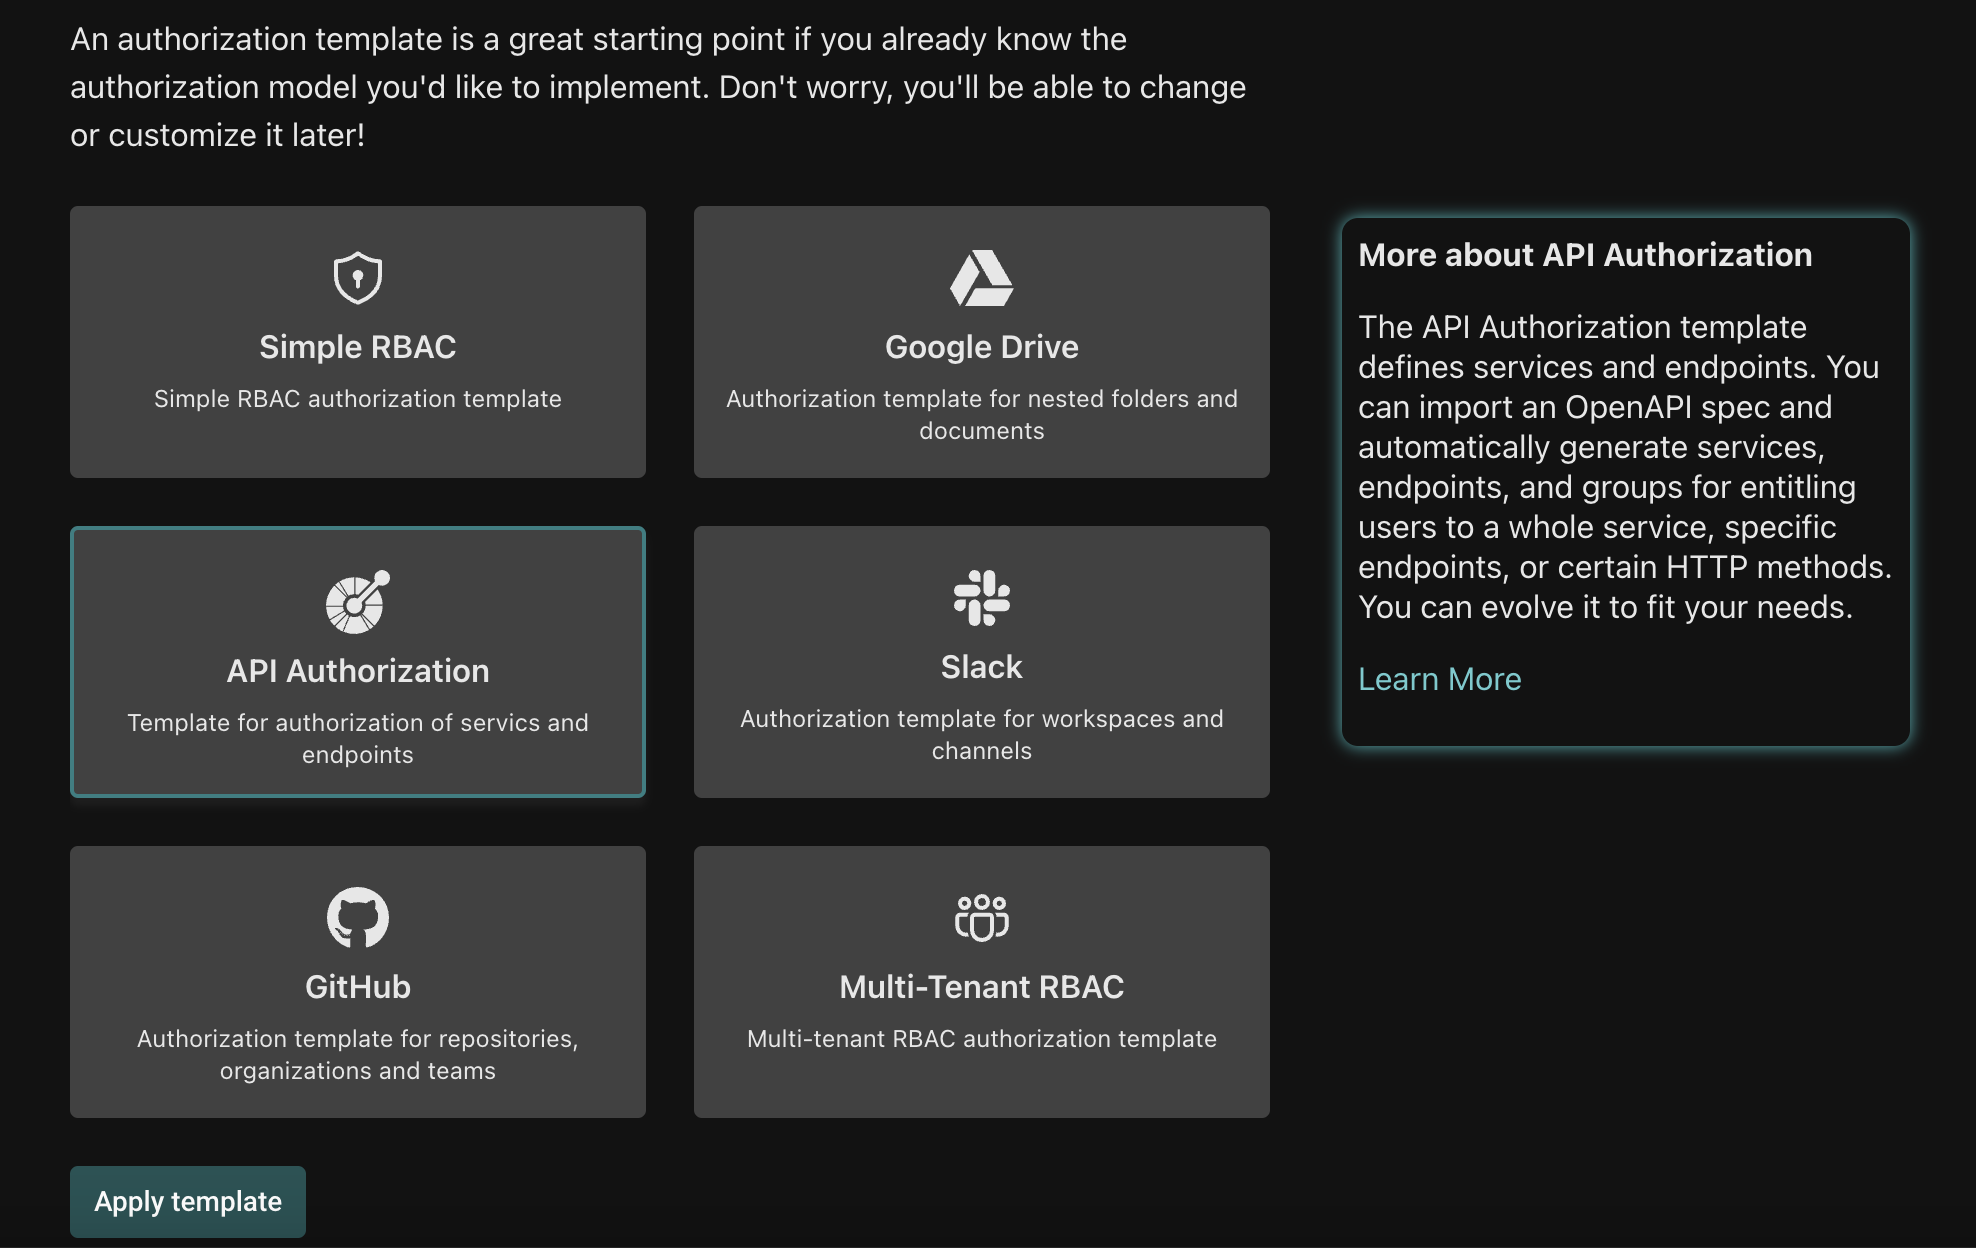 An authorization template is a great starting point if you already know the
authorization model you'd like to implement. Don't worry, you'll be able to change
or customize it later!
Simple RBAC
Simple RBAC authorization template
Google Drive
Authorization template for nested folders and
documents
API Authorization
Template for authorization of servics and
endpoints
Slack
Authorization template for workspaces and
channels
GitHub
Authorization template for repositories,
organizations and teams
Multi-Tenant RBAC
Multi-tenant RBAC authorization template
Apply template
More about API Authorization
The API Authorization template
defines services and endpoints. You
can import an OpenAPI spec and
automatically generate services,
endpoints, and groups for entitling
users to a whole service, specific
endpoints, or certain HTTP methods.
You can evolve it to fit your needs.
Learn More